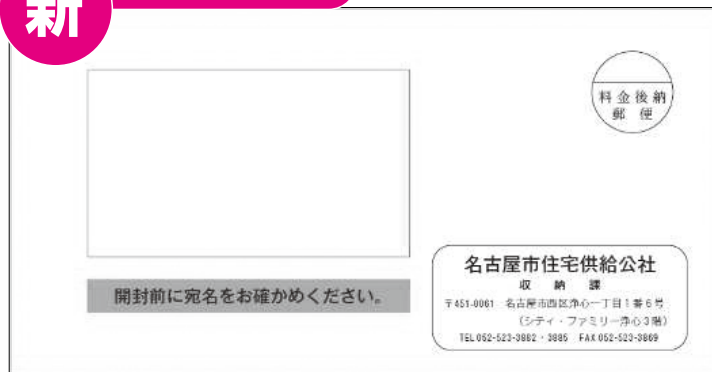 新
料金後納
郵便
開封前に宛名をお確かめください。
名古屋市住宅供給公社
収納課
〒451-0061 名古屋市西区浄心一丁目1番6号
(シティ・ファミリー浄心3階)
TEL 052-523-3882・3885 FAX 052-523-3869